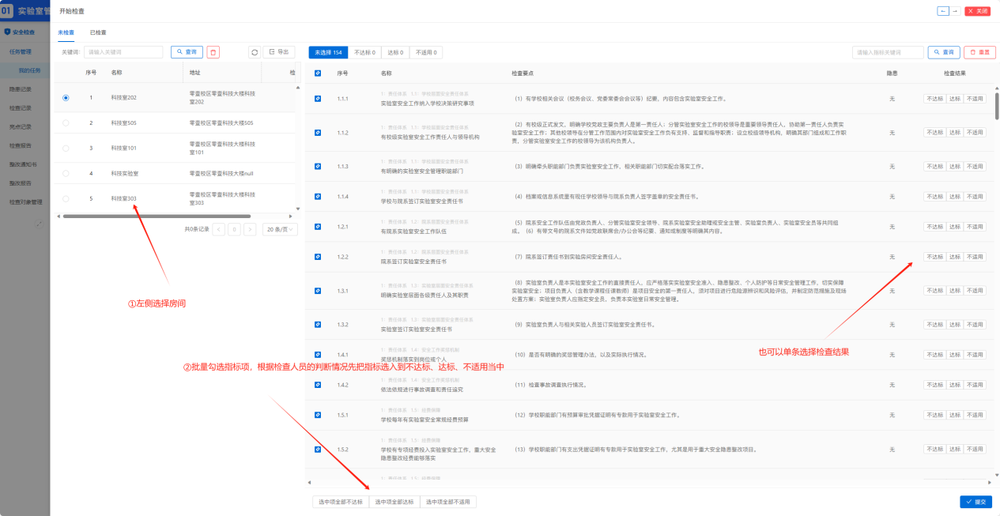 01 实验室管
开始检查
← → X 关闭
安全检查
任务管理
我的任务
隐患记录
检查记录
亮点记录
检查报告
整改通知书
整改报告
检查对象管理
未检查 已检查
关键词: 请输入关键词 查询 导出
序号 名称 地址 检
1 科技室202 零壹校区零壹科技大楼科技
室202
2 科技室505 零壹校区零壹科技大楼505
3 科技室101 零壹校区零壹科技大楼科技
室101
4 科技实验室 零壹校区零壹科技大楼null
5 科技室303 零壹校区零壹科技大楼科技
室303
共0条记录 < 0 > 20 条/页
①左侧选择房间
未选择 154 不达标 0 达标 0 不适用 0 请输入指标关键词 查询 重置
序号 名称 检查要点 隐患 检查结果
1.1.1 1：责任体系 1.1：学校层面安全责任体系
实验室安全工作纳入学校决策研究事项
（1）有学校相关会议（校务会议、党委常委会会议等）纪要，内容包含实验室安全工作。 无 不达标 达标 不适用
1.1.2 1：责任体系 1.1：学校层面安全责任体系
有校级实验室安全工作责任人与领导机构
（2）有校级正式发文，明确学校党政主要负责人是第一责任人；分管实验室安全工作的校领导是重要领导责任人，协助第一责任人负责实
验室安全工作；其他校领导在分管工作范围内对实验室安全工作负有支持、监督和指导职责；设立校级领导机构，明确其部门组成和工作职
责，分管实验室安全工作的校领导为该机构负责人。 无 不达标 达标 不适用
1.1.3 1：责任体系 1.1：学校层面安全责任体系
有明确的实验室安全管理职能部门
（3）明确牵头职能部门负责实验室安全工作，相关职能部门切实配合落实工作。 无 不达标 达标 不适用
1.1.4 1：责任体系 1.1：学校层面安全责任体系
学校与院系签订实验室安全责任书
（4）档案或信息系统里有现任学校领导与院系负责人签字盖章的安全责任书。 无 不达标 达标 不适用
1.2.1 1：责任体系 1.2：院系层面安全责任体系
有院系实验室安全工作队伍
（5）院系安全工作队伍由党政负责人、分管实验室安全领导、院系实验室安全助理或安全主管、实验室负责人、实验室安全员等共同组
成。（6）有带文号的院系文件如党政联席会/办公会等纪要、通知或制度等明确其内容。 无 不达标 达标 不适用
1.2.2 1：责任体系 1.2：院系层面安全责任体系
院系签订实验室安全责任书
（7）院系签订责任书到实验房间安全责任人。 无 不达标 达标 不适用
1.3.1 1：责任体系 1.3：实验室层面安全责任体系
明确实验室层面各级责任人及其职责
（8）实验室负责人是本实验室安全工作的直接责任人，应严格落实实验室安全准入、隐患整改、个人防护等日常安全管理工作，切实保障
实验室安全；项目负责人（含教学课程任课教师）是项目安全的第一责任人，须对项目进行危险源辨识和风险评估，并制定防范措施及现场
处置方案；实验室负责人应指定安全员，负责本实验室日常安全管理。 无 不达标 达标 不适用
1.3.2 1：责任体系 1.3：实验室层面安全责任体系
实验室签订实验室安全责任书
（9）实验室负责人与相关实验人员签订实验室安全责任书。 无 不达标 达标 不适用
也可以单条选择检查结果
1.4.1 1：责任体系 1.4：安全工作奖惩机制
奖惩机制落实到岗位或个人
（10）是否有明确的奖惩管理办法，以及实际执行情况。 无 不达标 达标 不适用
②批量勾选指标项，根据检查人员的判断情况先把指标选入到不达标、达标、不适用当中
1.4.2 1：责任体系 1.4：安全工作奖惩机制
依法依规进行事故调查和责任追究
（11）检查事故调查执行情况。 无 不达标 达标 不适用
1.5.1 1：责任体系 1.5：经费保障
学校每年有实验室安全常规经费预算
（12）学校职能部门有预算审批凭据证明有专款用于实验室安全工作。 无 不达标 达标 不适用
1.5.2 1：责任体系 1.5：经费保障
学校有专项经费投入实验室安全工作，重大安全
隐患整改经费能够落实
（13）学校职能部门有支出凭据证明有专款用于实验室安全工作，尤其是用于重大安全隐患整改项目。 无 不达标 达标 不适用
1：责任体系 1.5：经费保障
选中项全部不达标 选中项全部达标 选中项全部不适用 提交